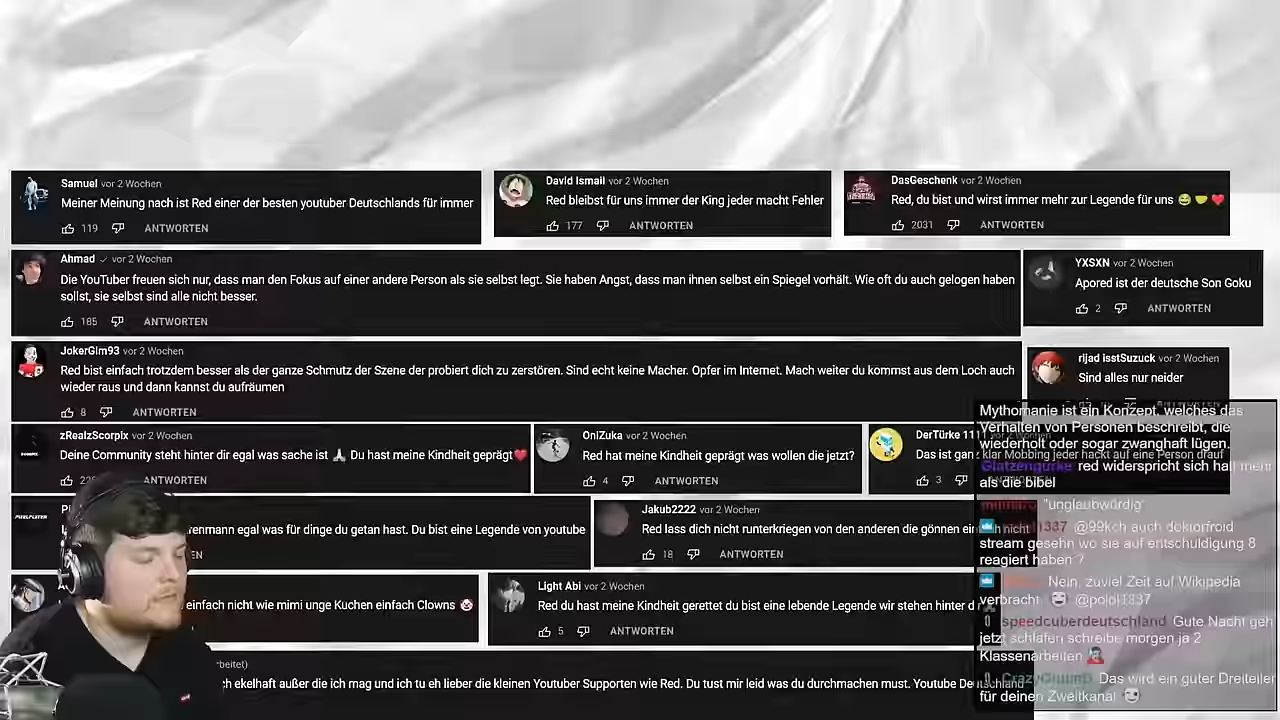 Samuel vor 2 Wochen
Meiner Meinung nach ist Red einer der besten youtuber Deutschlands für immer
119 ANTWORTEN
David Ismail vor 2 Wochen
Red bleibst für uns immer der King jeder macht Fehler
177 ANTWORTEN
DasGeschenk vor 2 Wochen
Red, du bist und wirst immer mehr zur Legende für uns 😂🤝❤️
2031 ANTWORTEN
Ahmad vor 2 Wochen
Die YouTuber freuen sich nur, dass man den Fokus auf einer andere Person als sie selbst legt. Sie haben Angst, dass man ihnen selbst ein Spiegel vorhält. Wie oft du auch gelogen haben
sollst, sie selbst sind alle nicht besser.
185 ANTWORTEN
YXSXN vor 2 Wochen
Apored ist der deutsche Son Goku
2 ANTWORTEN
JokerGim93 vor 2 Wochen
Red bist einfach trotzdem besser als der ganze Schmutz der Szene der probiert dich zu zerstören. Sind echt keine Macher. Opfer im Internet. Mach weiter du kommst aus dem Loch auch
wieder raus und dann kannst du aufräumen
8 ANTWORTEN
rijad isstSuzuck vor 2 Wochen
Sind alles nur neider
zRealzScorpix vor 2 Wochen
Deine Community steht hinter dir egal was sache ist 🙏 Du hast meine Kindheit geprägt❤️
ANTWORTEN
OniZuka vor 2 Wochen
Red hat meine Kindheit geprägt was wollen die jetzt?
4 ANTWORTEN
DerTürke
Das ist ganz klar Mobbing jeder hackt auf eine Person drauf
3
egal was für dinge du getan hast. Du bist eine Legende von youtube
Jakub2222 vor 2 Wochen
Red lass dich nicht runterkriegen von den anderen die gönnen
18 ANTWORTEN
einfach nicht wie mimi unge Kuchen einfach Clowns 🤡
Light Abi vor 2 Wochen
Red du hast meine Kindheit gerettet du bist eine lebende Legende wir stehen hinter
5 ANTWORTEN
ekelhaft außer die ich mag und ich tu eh lieber die kleinen Youtuber Supporten wie Red. Du tust mir leid was du durchmachen must. Youtube Deutschland
Mythomanie ist ein Konzept, welches das
Verhalten von Personen beschreibt, die
wiederholt oder sogar zwanghaft lügen.
Glatzengurke red widerspricht sich halt mehr
als die bibel
"unglaubwürdig"
@99kch auch doktorfroid
stream gesehn wo sie auf entschuldigung 8
reagiert haben ?
Nein, zuviel Zeit auf Wikipedia
verbracht @pojoj1337
speedcuberdeutschland Gute Nacht geh
jetzt schlafen schreibe morgen ja 2
Klassenarbeiten
Das wird ein guter Dreiteiler
für deinen Zweitkanal